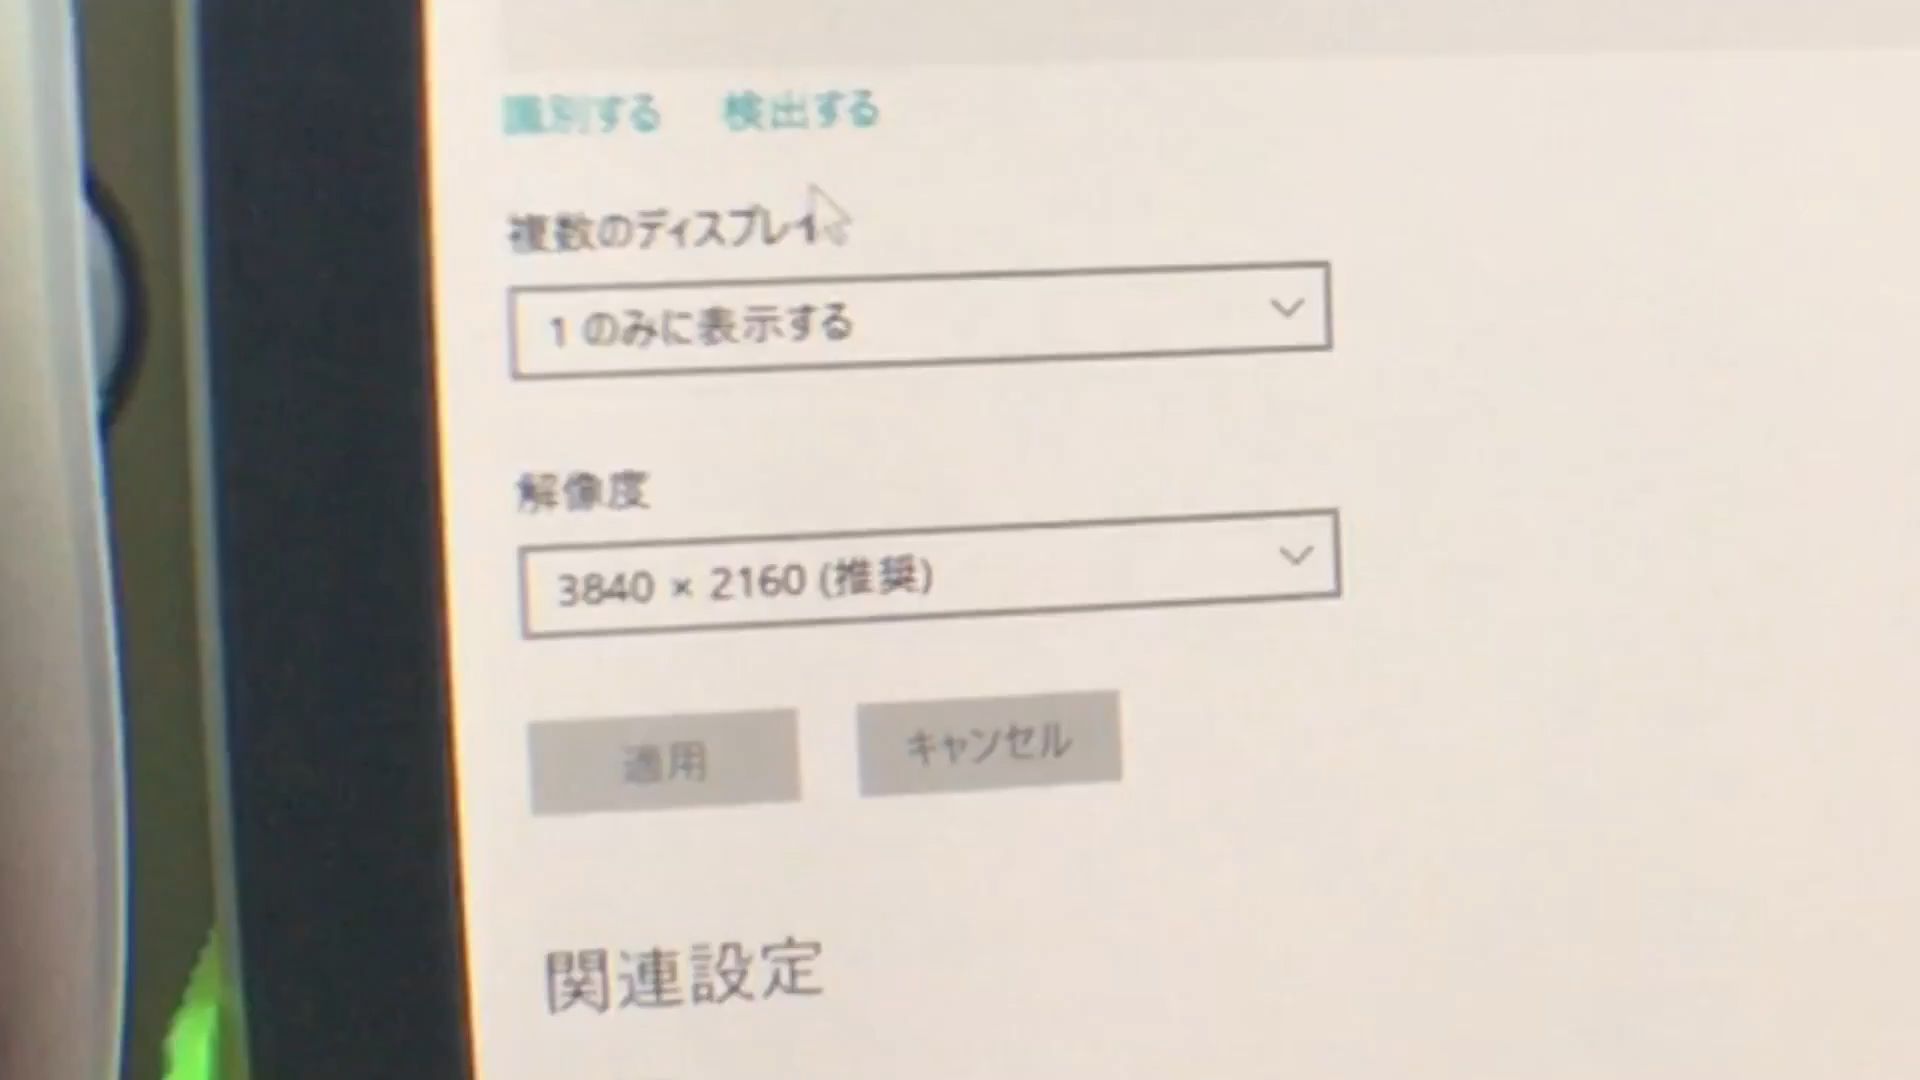 識別する 検出する
複数のディスプレイ
1 のみに表示する
解像度
3840 × 2160 (推奨)
適用 キャンセル
関連設定